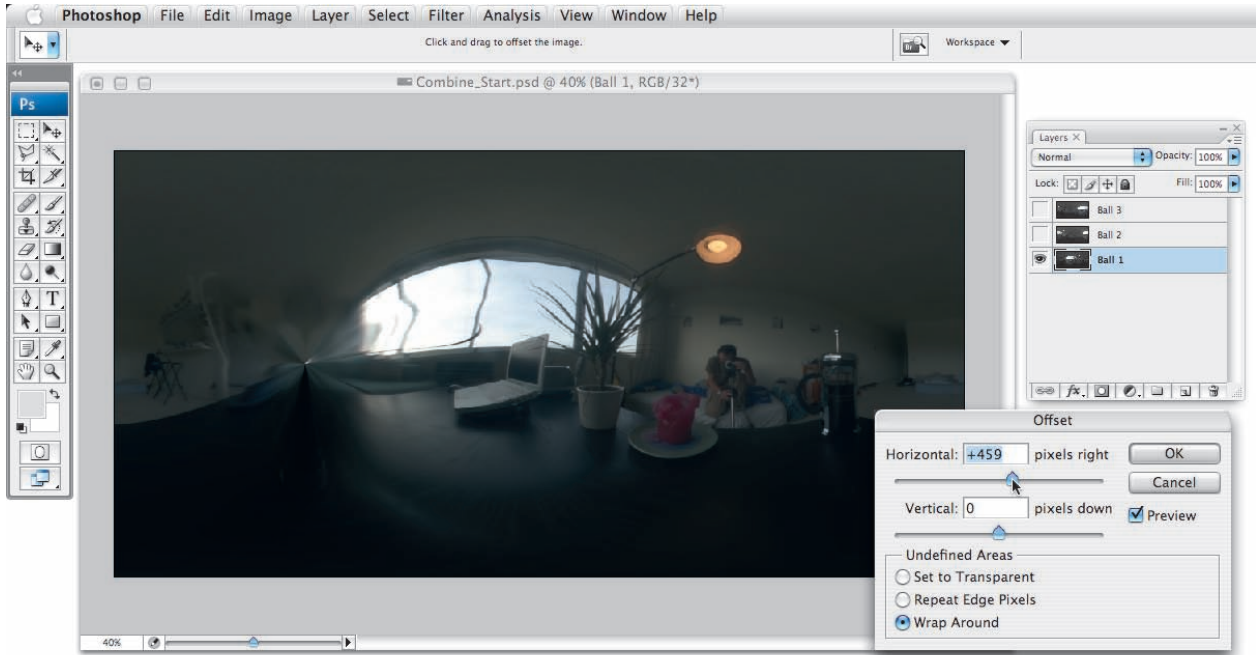 Photoshop File Edit Image Layer Select Filter Analysis View Window Help
Click and drag to offset the image.
Workspace
Combine_Start.psd @ 40% (Ball 1, RGB/32*)
Ps
T
Layers
Normal Opacity: 100%
Lock: Fill: 100%
Ball 3
Ball 2
Ball 1
fx
Offset
Horizontal: +459 pixels right OK
Cancel
Vertical: 0 pixels down Preview
Undefined Areas
Set to Transparent
Repeat Edge Pixels
Wrap Around
40%